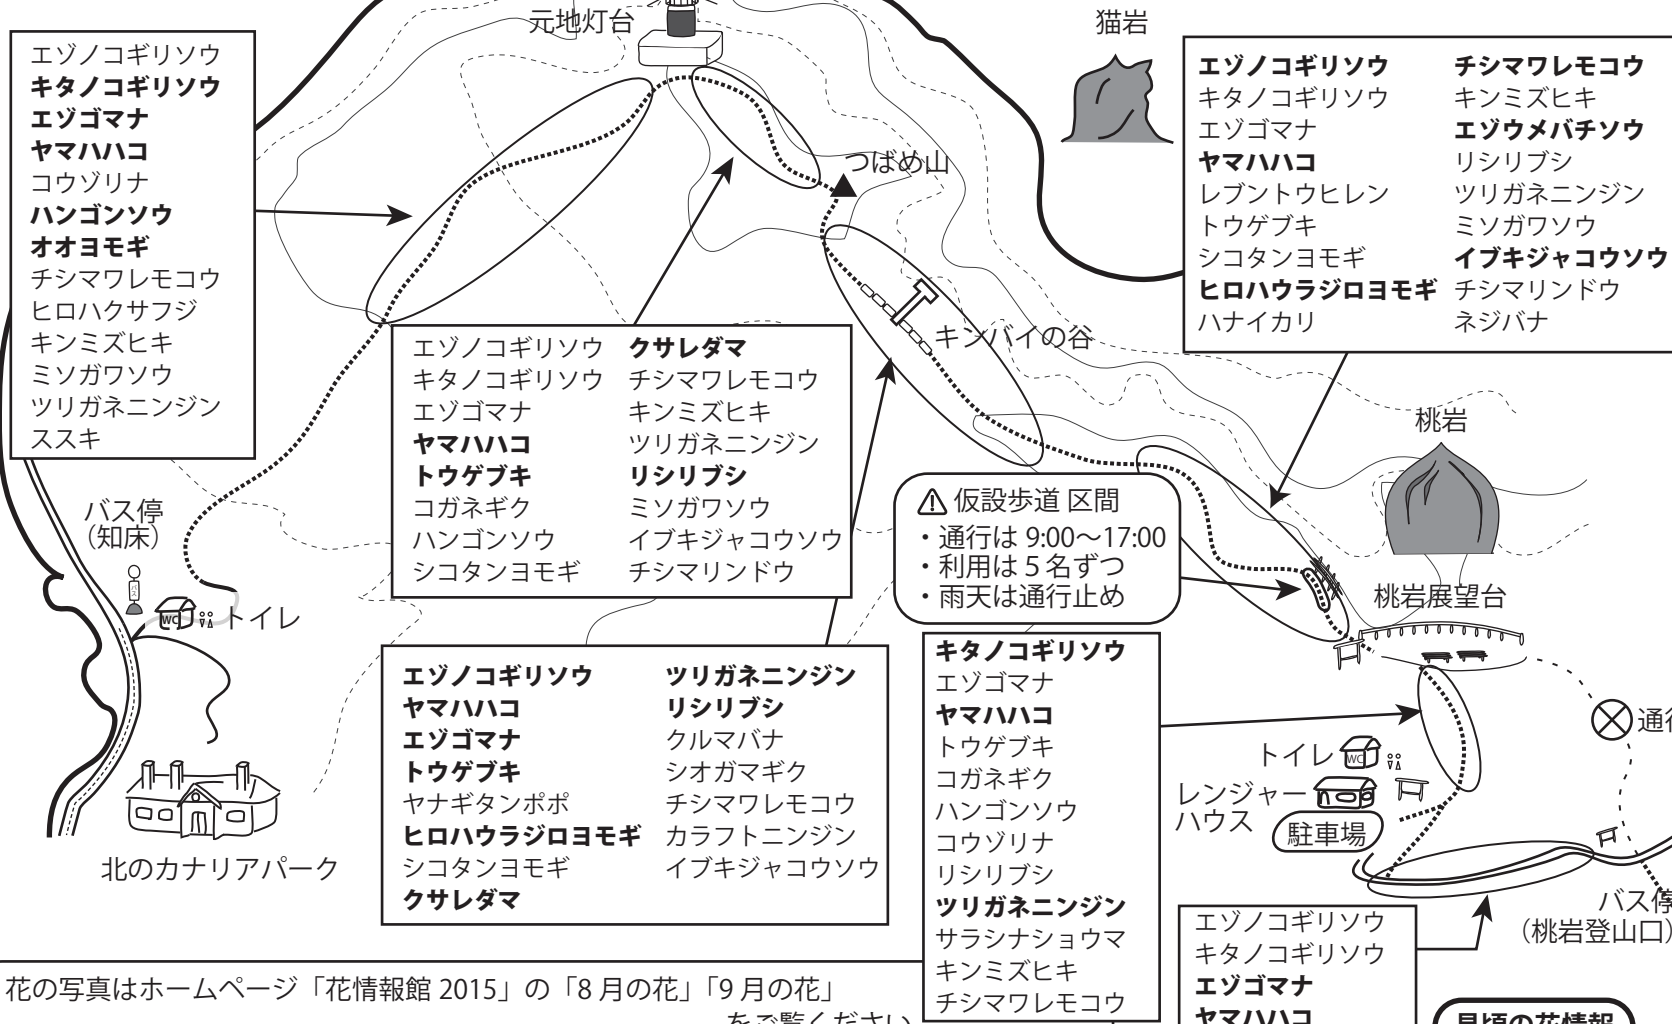 元地灯台
猫岩
エゾノコギリソウ
キタノコギリソウ
エゾゴマナ
ヤマハハコ
コウゾリナ
ハンゴンソウ
オオヨモギ
チシマワレモコウ
ヒロハクサフジ
キンミズヒキ
ミソガワソウ
ツリガネニンジン
ススキ
つばめ山
エゾノコギリソウ チシマワレモコウ
キタノコギリソウ キンミズヒキ
エゾゴマナ エゾウメバチソウ
ヤマハハコ リシリブシ
レブントウヒレン ツリガネニンジン
トウゲブキ ミソガワソウ
シコタンヨモギ イブキジャコウソウ
ヒロハウラジロヨモギ チシマリンドウ
ハナイカリ ネジバナ
キンバイの谷
エゾノコギリソウ クサレダマ
キタノコギリソウ チシマワレモコウ
エゾゴマナ キンミズヒキ
ヤマハハコ ツリガネニンジン
トウゲブキ リシリブシ
コガネギク ミソガワソウ
ハンゴンソウ イブキジャコウソウ
シコタンヨモギ チシマリンドウ
桃岩
バス停
（知床）
バス
WC
トイレ
⚠ 仮設歩道 区間
・通行は 9:00〜17:00
・利用は 5 名ずつ
・雨天は通行止め
桃岩展望台
エゾノコギリソウ ツリガネニンジン
ヤマハハコ リシリブシ
エゾゴマナ クルマバナ
トウゲブキ シオガマギク
ヤナギタンポポ チシマワレモコウ
ヒロハウラジロヨモギ カラフトニンジン
シコタンヨモギ イブキジャコウソウ
クサレダマ
キタノコギリソウ
エゾゴマナ
ヤマハハコ
トウゲブキ
コガネギク
ハンゴンソウ
コウゾリナ
リシリブシ
ツリガネニンジン
サラシナショウマ
キンミズヒキ
チシマワレモコウ
通行
トイレ
WC
レンジャー
ハウス
駐車場
北のカナリアパーク
バス停
（桃岩登山口）
エゾノコギリソウ
キタノコギリソウ
エゾゴマナ
ヤマハハコ
花の写真はホームページ「花情報館 2015」の「8 月の花」「9 月の花」
をご覧ください
見頃の花情報